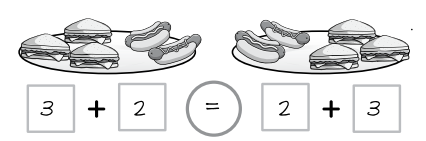 3 + 2 = 2 + 3